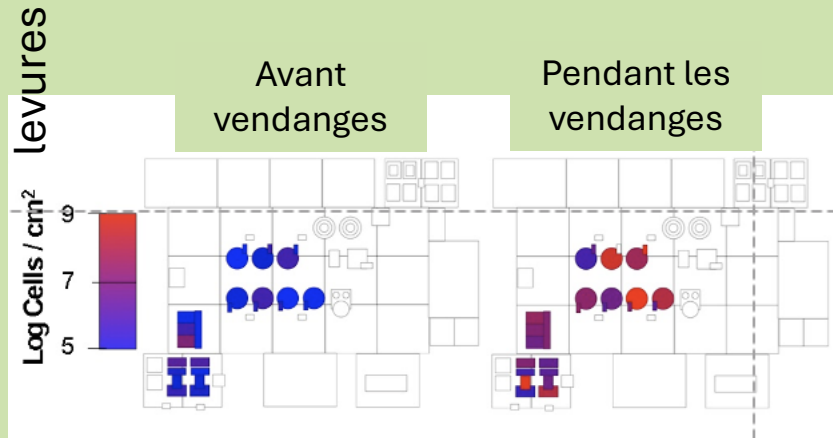 levures
Avant
vendanges
Pendant les
vendanges
Log Cells / cm²
9
7
5